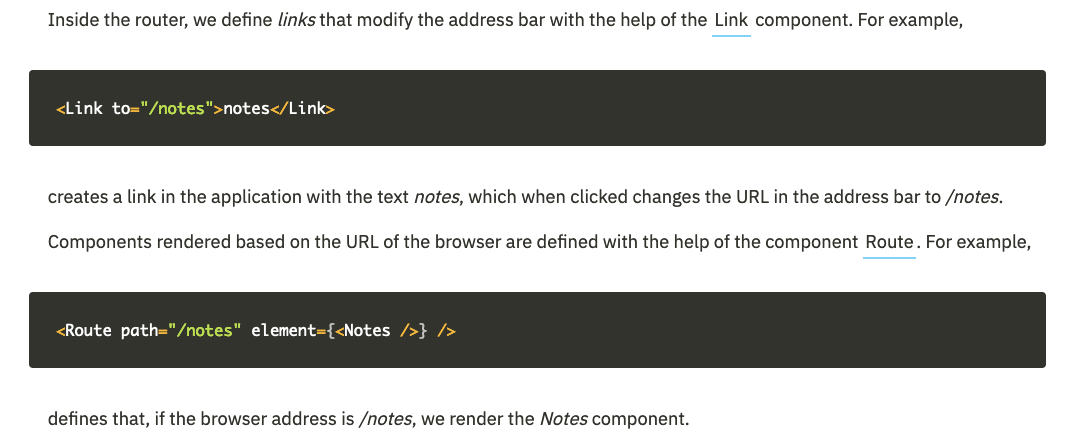 Inside the router, we define links that modify the address bar with the help of the Link component. For example,
<Link to="/notes">notes</Link>
creates a link in the application with the text notes, which when clicked changes the URL in the address bar to /notes.
Components rendered based on the URL of the browser are defined with the help of the component Route. For example,
<Route path="/notes" element={<Notes />} />
defines that, if the browser address is /notes, we render the Notes component.